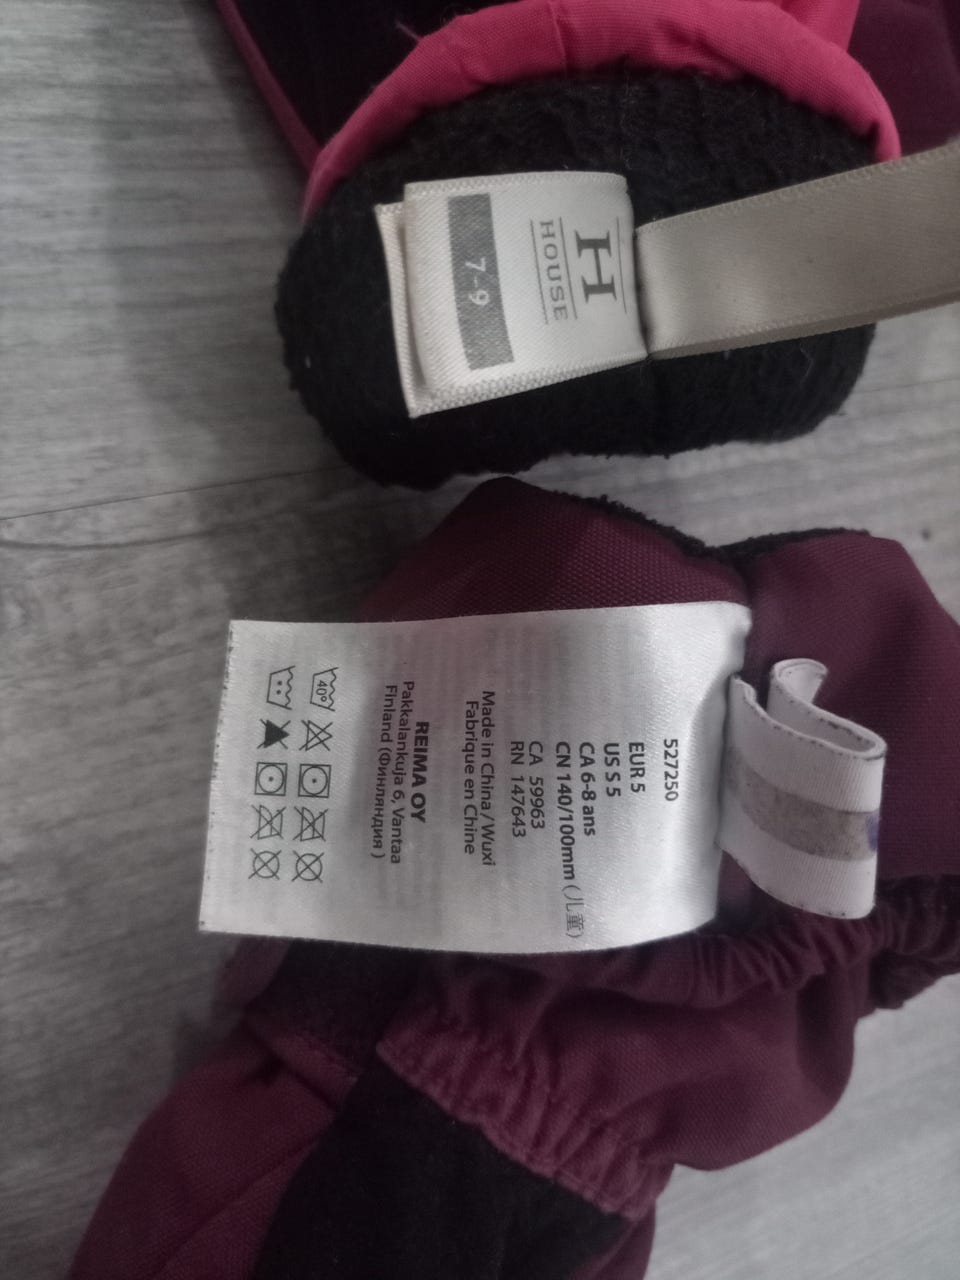 H
HOUSE
7-9
527250
EUR 5
US S 5
CA 6-8 ans
CN 140/100mm (儿童)
CA 59963
RN 147643
Made in China/Wuxi
Fabrique en Chine
REIMA OY
Pakkalankuja 6, Vantaa
Finland (Финляндия)
40°